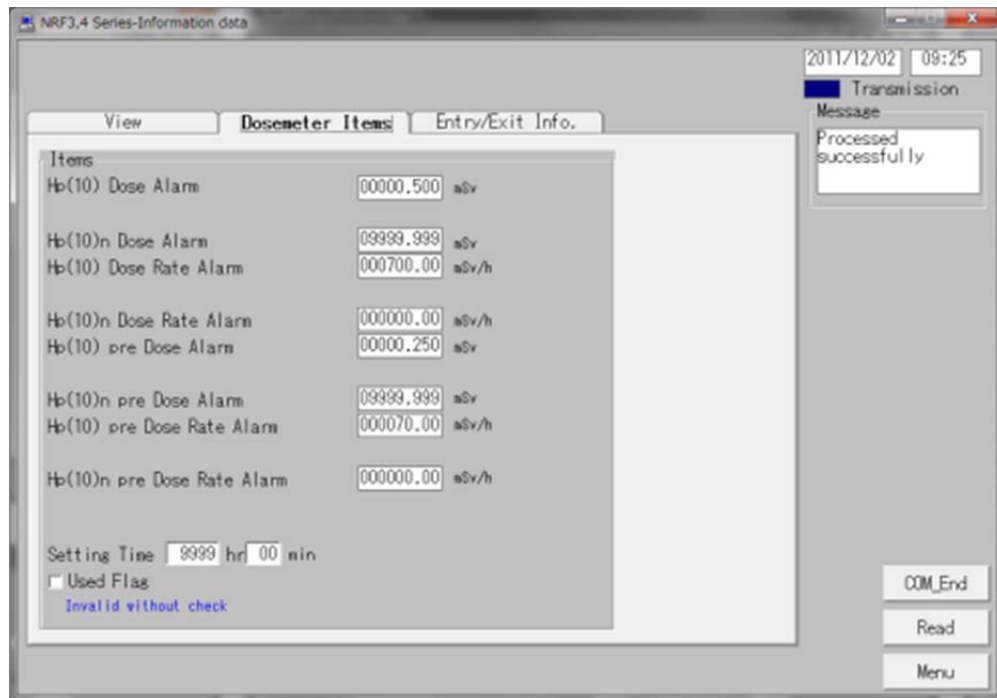 NRF3,4 Series-Information data
2011/12/02 09:25
Transmission
Message
Processed
successfully
View Dosemeter Items Entry/Exit Info.
Items
Hp(10) Dose Alarm 00000.500 mSv
Hp(10)n Dose Alarm 09999.999 mSv
Hp(10) Dose Rate Alarm 000700.00 mSv/h
Hp(10)n Dose Rate Alarm 000000.00 mSv/h
Hp(10) pre Dose Alarm 00000.250 mSv
Hp(10)n pre Dose Alarm 09999.999 mSv
Hp(10) pre Dose Rate Alarm 000070.00 mSv/h
Hp(10)n pre Dose Rate Alarm 000000.00 mSv/h
Setting Time 9999 hr 00 min
Used Flag
Invalid without check
COM_End
Read
Menu